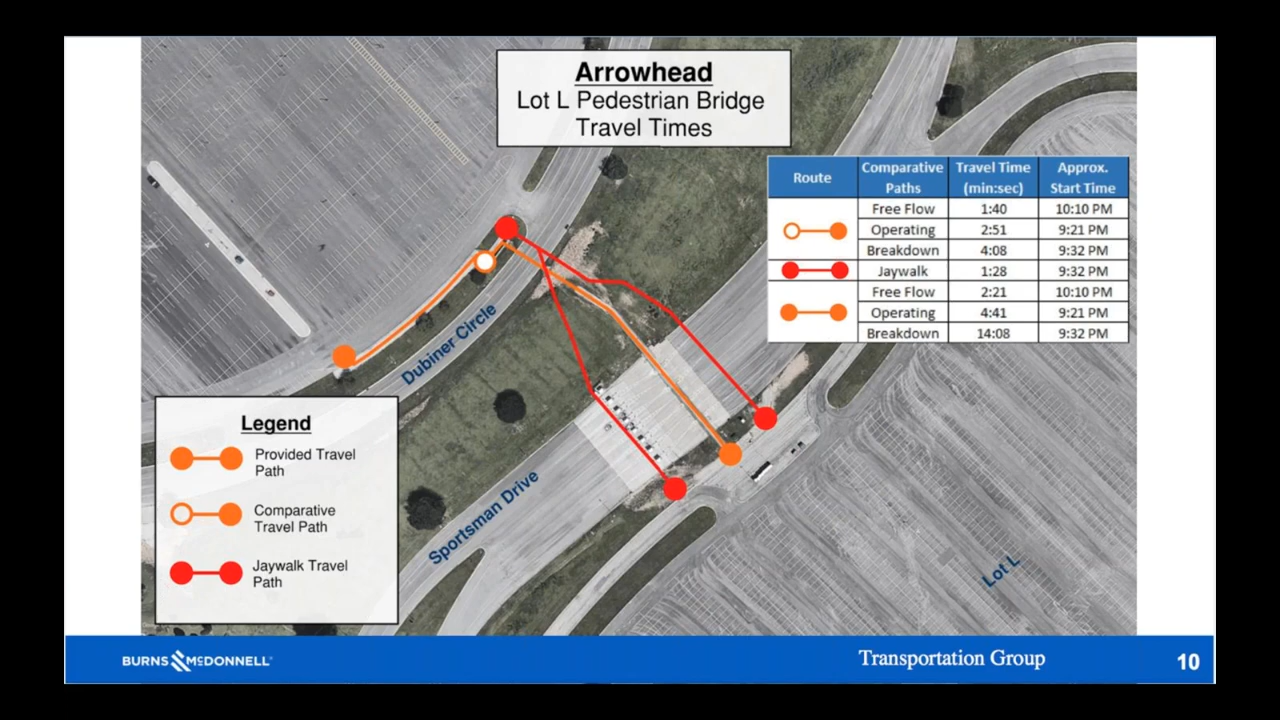 Arrowhead
Lot L Pedestrian Bridge
Travel Times
Route
Comparative Paths
Travel Time (min:sec)
Approx. Start Time
Free Flow 1:40 10:10 PM
Operating 2:51 9:21 PM
Breakdown 4:08 9:32 PM
Jaywalk 1:28 9:32 PM
Free Flow 2:21 10:10 PM
Operating 4:41 9:21 PM
Breakdown 14:08 9:32 PM
Dubiner Circle
Legend
Provided Travel
Path
Comparative
Travel Path
Jaywalk Travel
Path
Sportsman Drive
Lot L
BURNS McDONNELL
Transportation Group
10